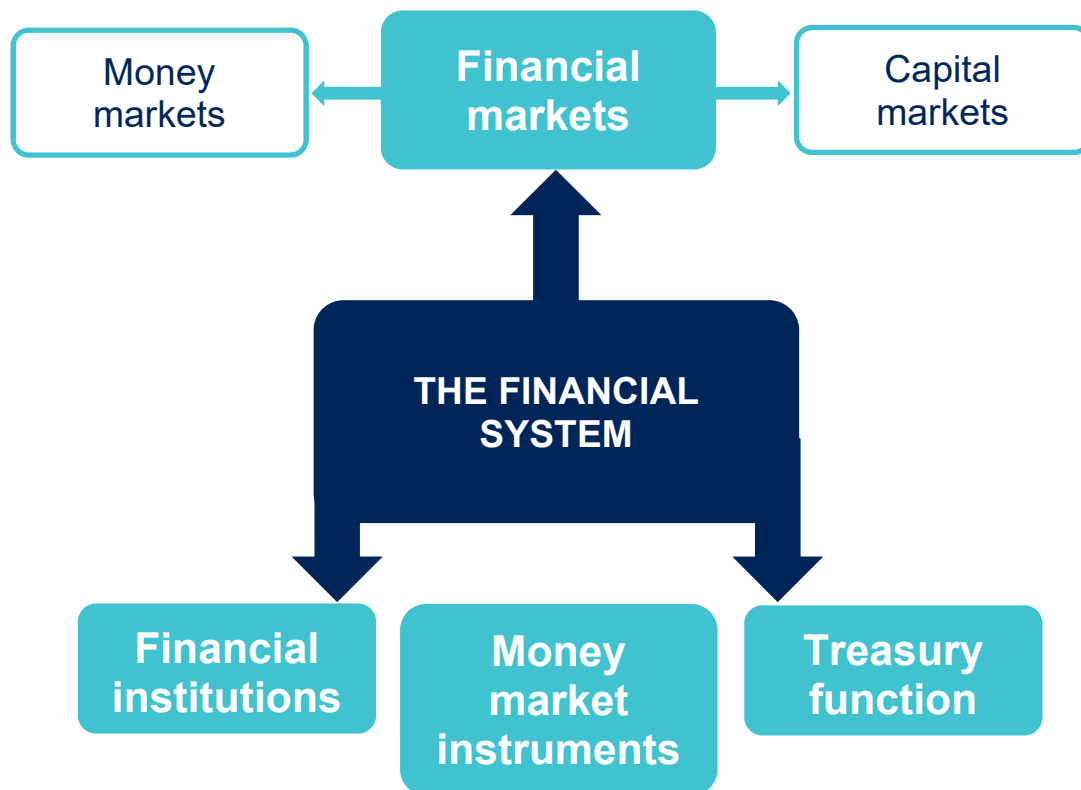 Money
markets
Financial
markets
Capital
markets
THE FINANCIAL
SYSTEM
Financial
institutions
Money
market
instruments
Treasury
function